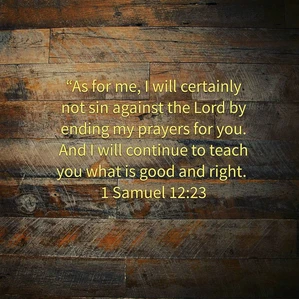 “As for me, I will certainly
not sin against the Lord by
ending my prayers for you.
And I will continue to teach
you what is good and right.
1 Samuel 12:23